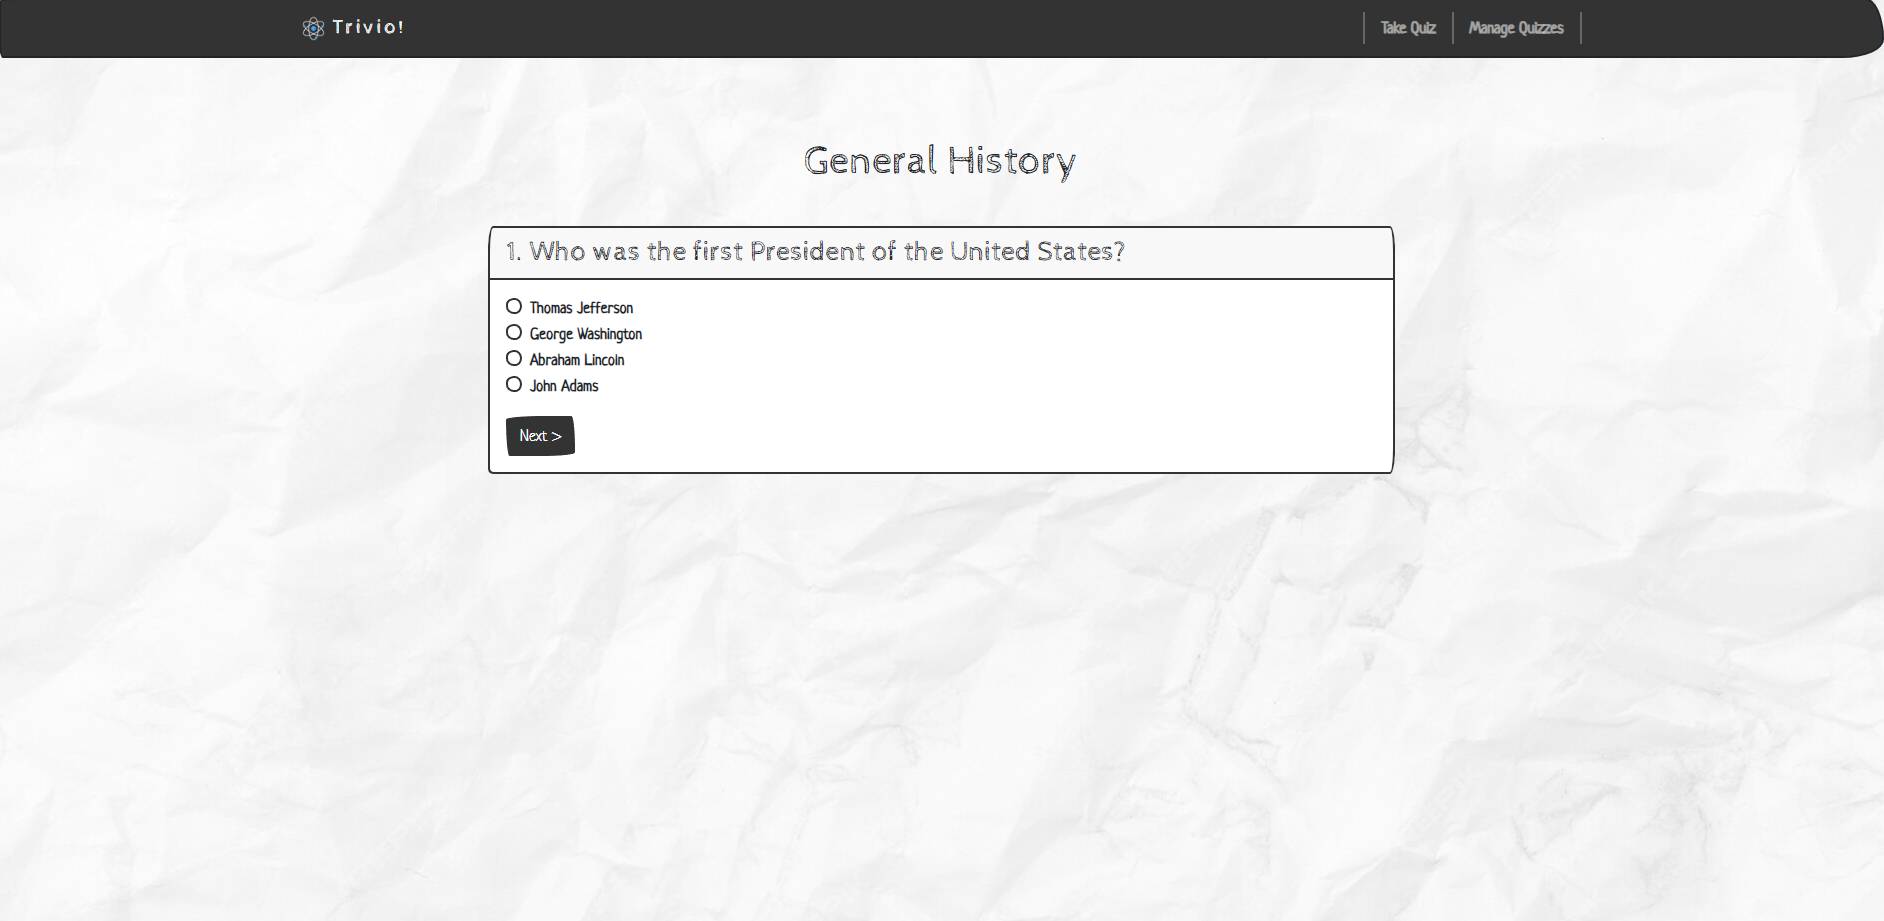 Trivio!
Take Quiz
Manage Quizzes
General History
1. Who was the first President of the United States?
Thomas Jefferson
George Washington
Abraham Lincoln
John Adams
Next >